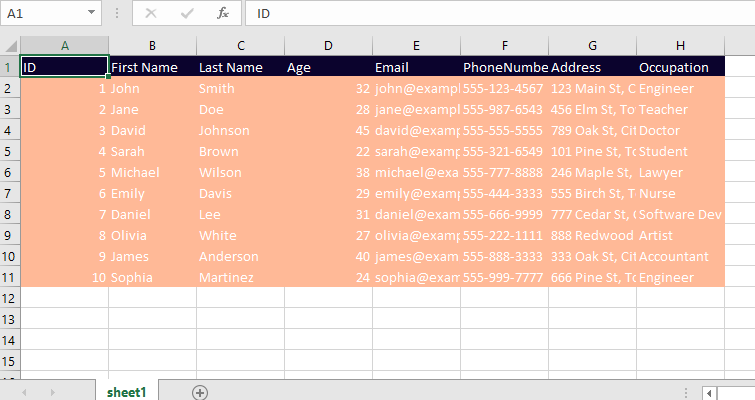 A1 fx ID
A B C D E F G H
1 ID First Name Last Name Age Email PhoneNumbe Address Occupation
2 1 John Smith 32 john@exampl 555-123-4567 123 Main St, C Engineer
3 2 Jane Doe 28 jane@exampl 555-987-6543 456 Elm St, To Teacher
4 3 David Johnson 45 david@examp 555-555-5555 789 Oak St, Cit Doctor
5 4 Sarah Brown 22 sarah@examp 555-321-6549 101 Pine St, To Student
6 5 Michael Wilson 38 michael@exa 555-777-8888 246 Maple St, Lawyer
7 6 Emily Davis 29 emily@examp 555-444-3333 555 Birch St, T Nurse
8 7 Daniel Lee 31 daniel@exam 555-666-9999 777 Cedar St, Software Dev
9 8 Olivia White 27 olivia@examp 555-222-1111 888 Redwood Artist
10 9 James Anderson 40 james@exam 555-888-3333 333 Oak St, Cit Accountant
11 10 Sophia Martinez 24 sophia@exam 555-999-7777 666 Pine St, To Engineer
12
13
14
15
sheet1